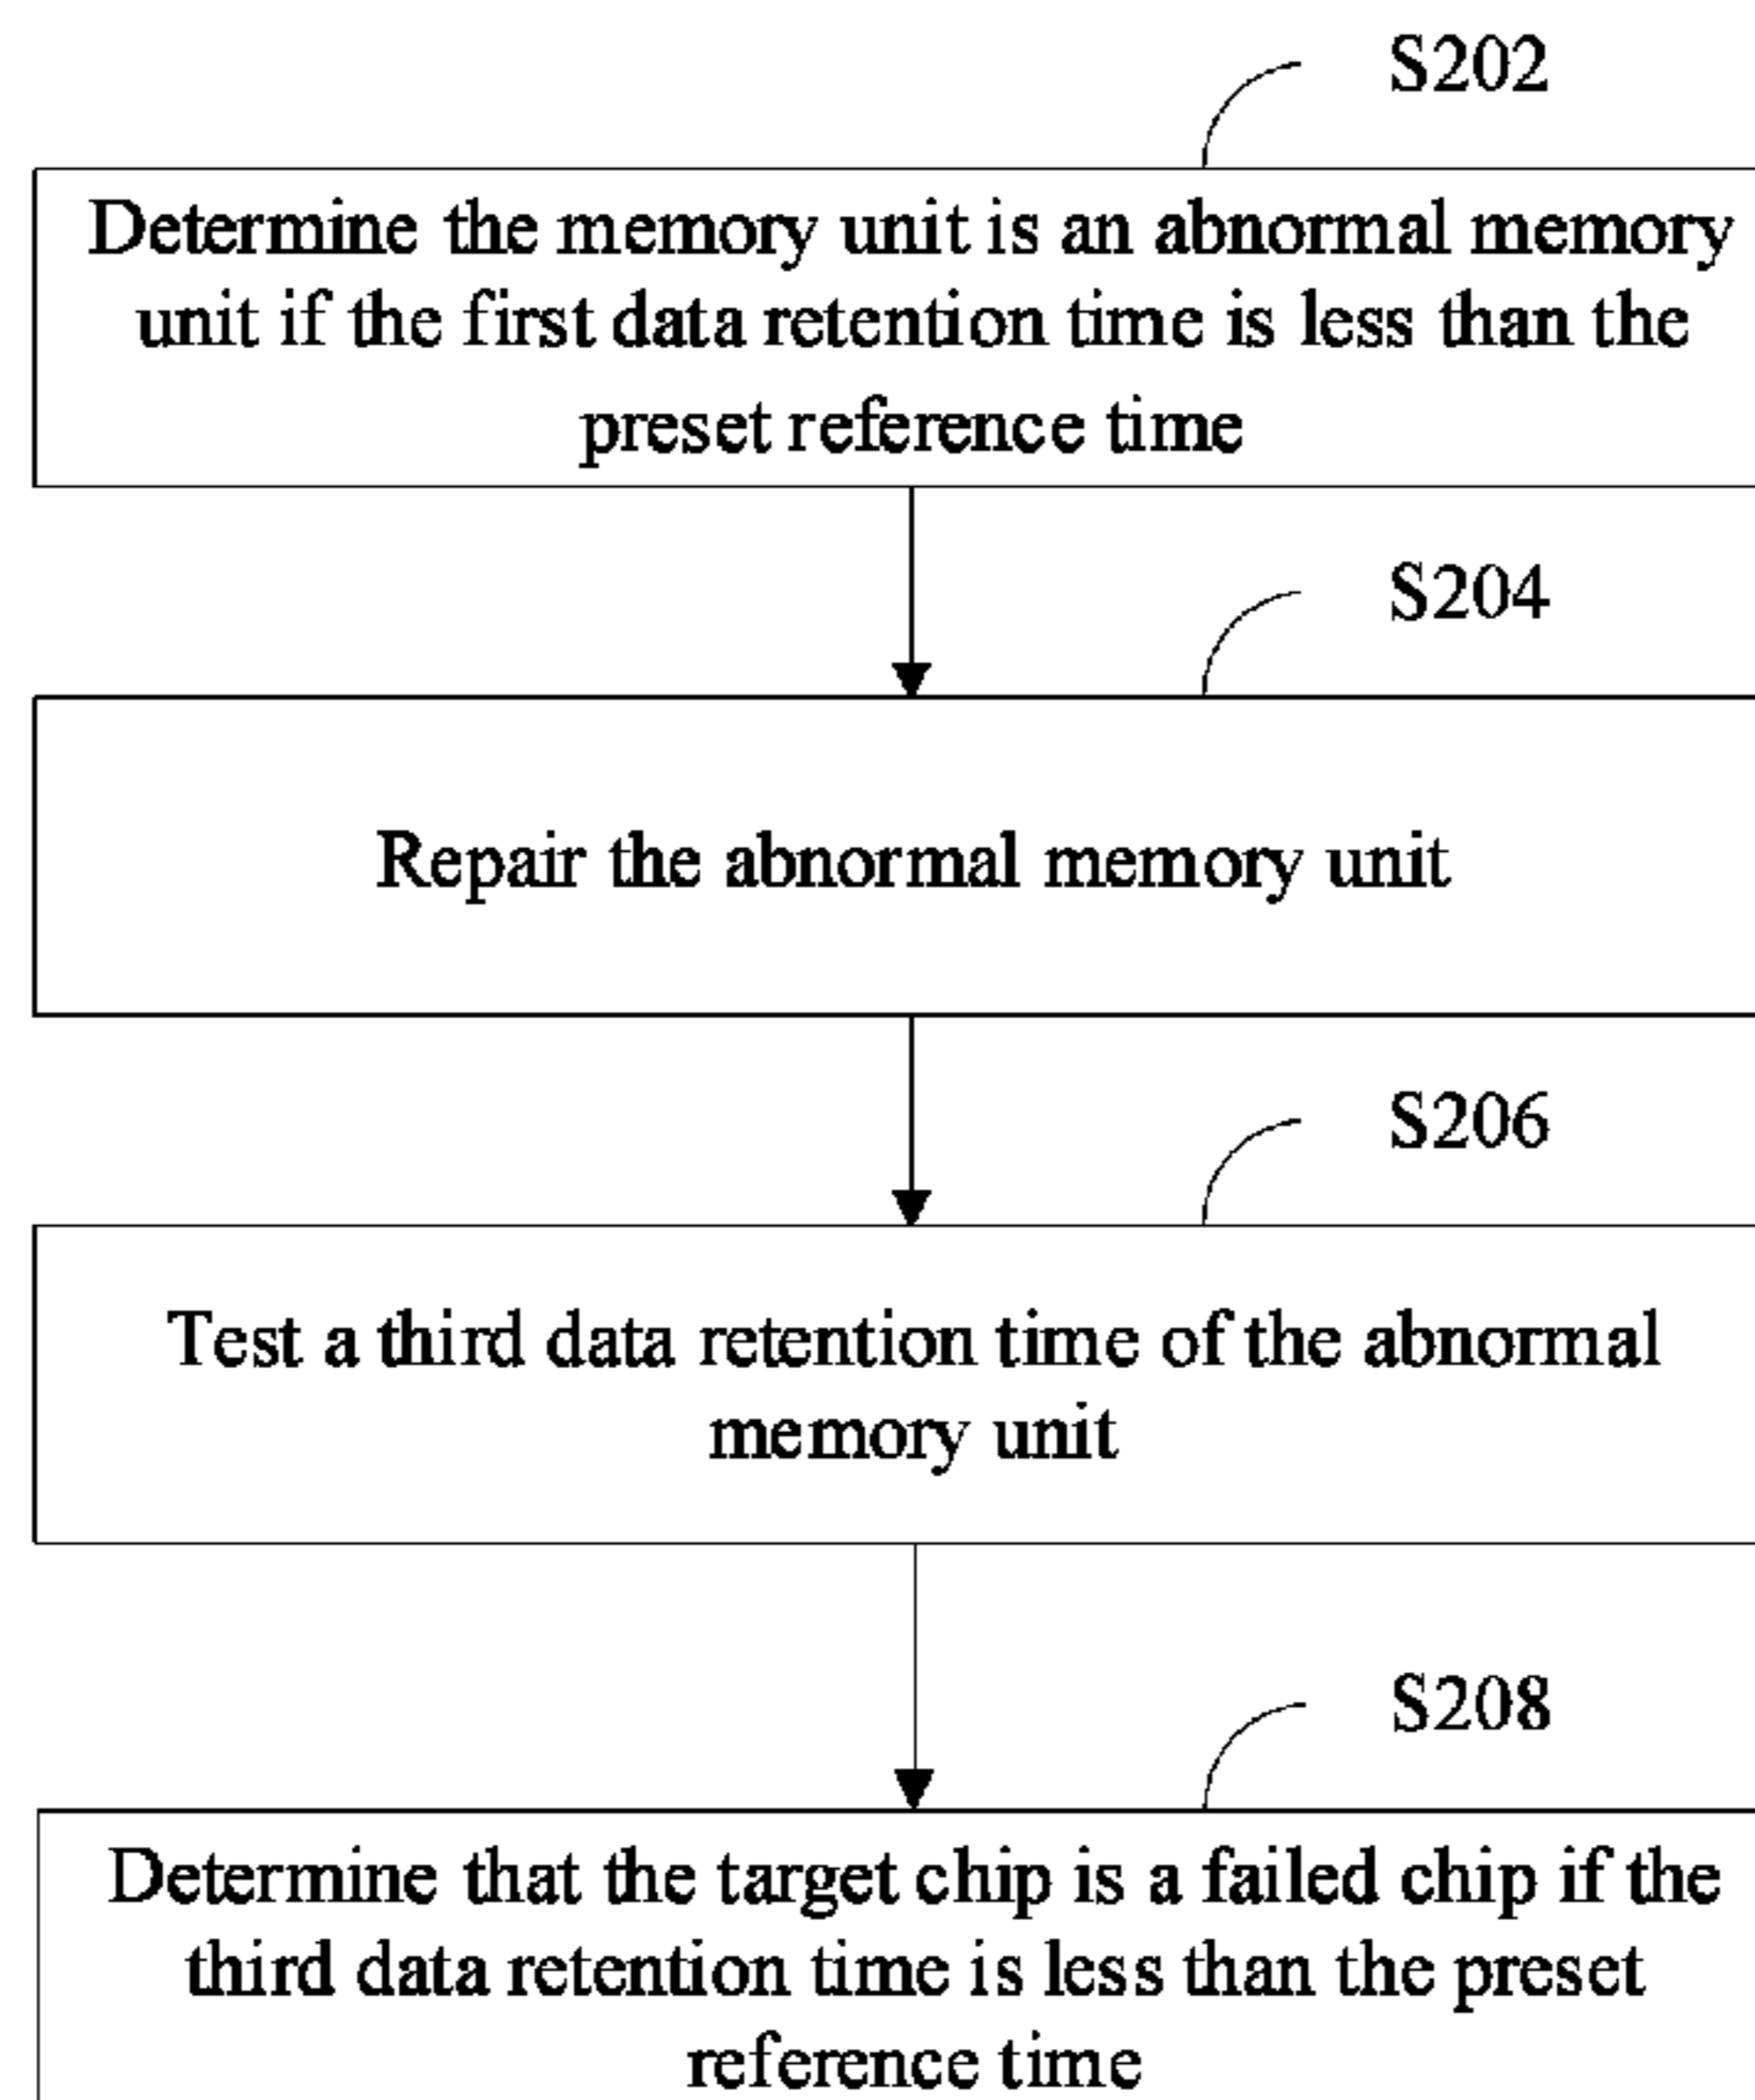 S202
Determine the memory unit is an abnormal memory
unit if the first data retention time is less than the
preset reference time
S204
Repair the abnormal memory unit
S206
Test a third data retention time of the abnormal
memory unit
S208
Determine that the target chip is a failed chip if the
third data retention time is less than the preset
reference time